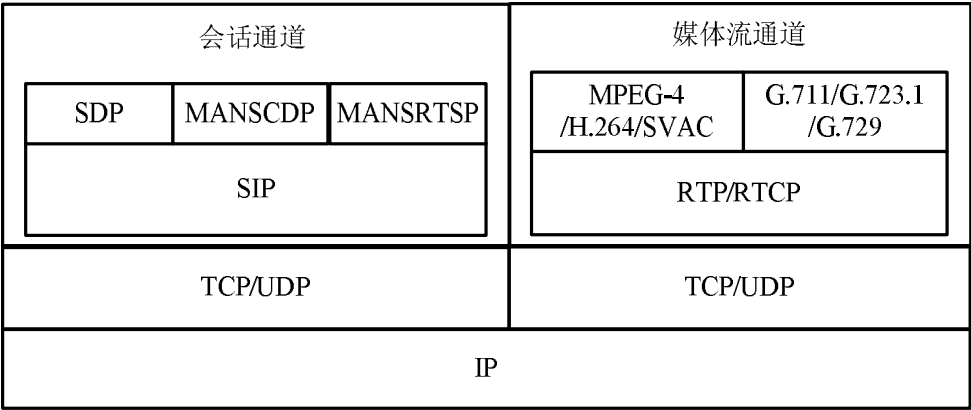 会话通道
SDP
MANSCDP
MANSRTSP
SIP
媒体流通道
MPEG-4
/H.264/SVAC
G.711/G.723.1
/G.729
RTP/RTCP
TCP/UDP
TCP/UDP
IP